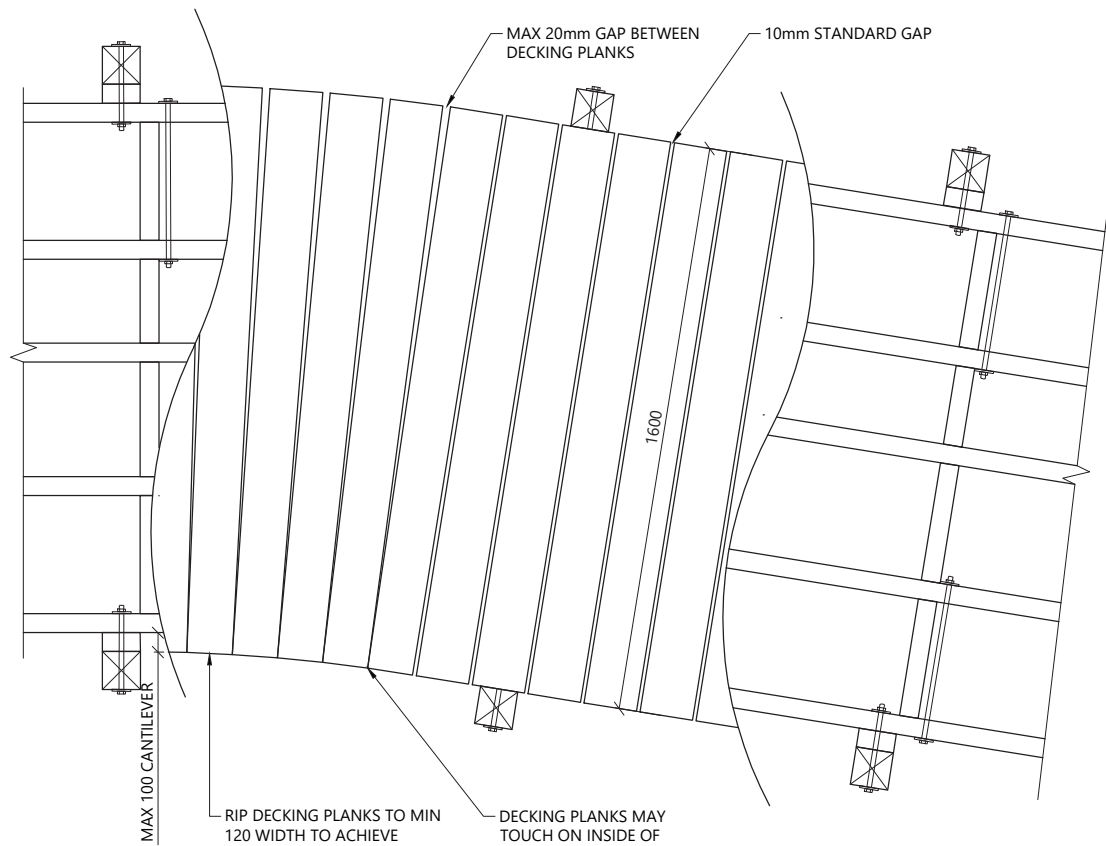 MAX 20mm GAP BETWEEN
DECKING PLANKS
10mm STANDARD GAP
1600
MAX 100 CANTILEVER
RIP DECKING PLANKS TO MIN
120 WIDTH TO ACHIEVE
DECKING PLANKS MAY
TOUCH ON INSIDE OF